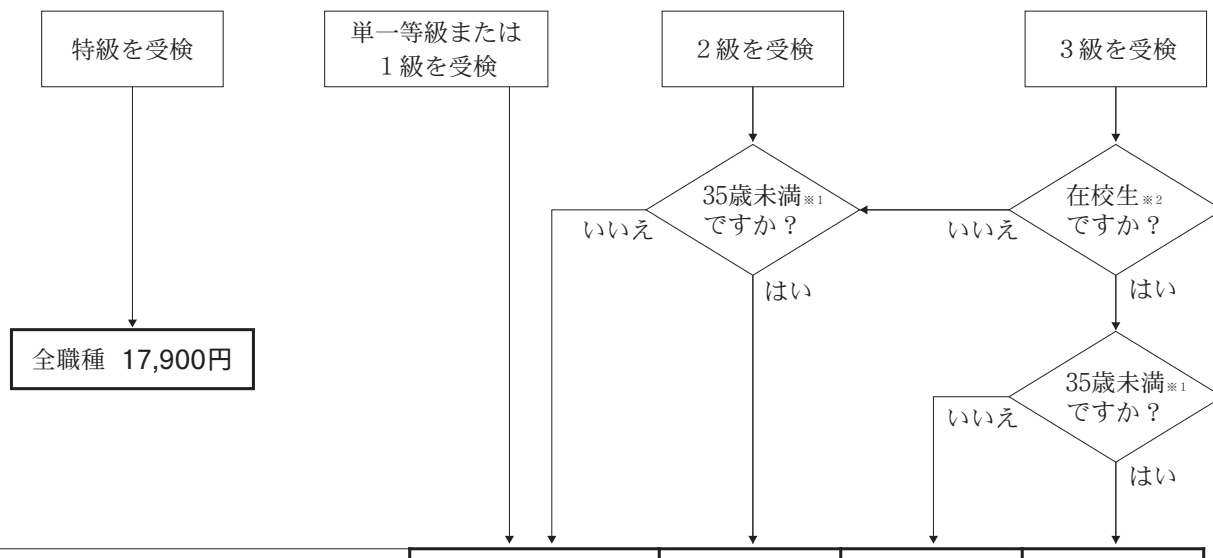 特級を受検
単一等級または
１級を受検
２級を受検
３級を受検
35歳未満※1
ですか？
在校生※2
ですか？
いいえ
いいえ
はい
はい
全職種 17,900円
35歳未満※1
ですか？
いいえ
はい